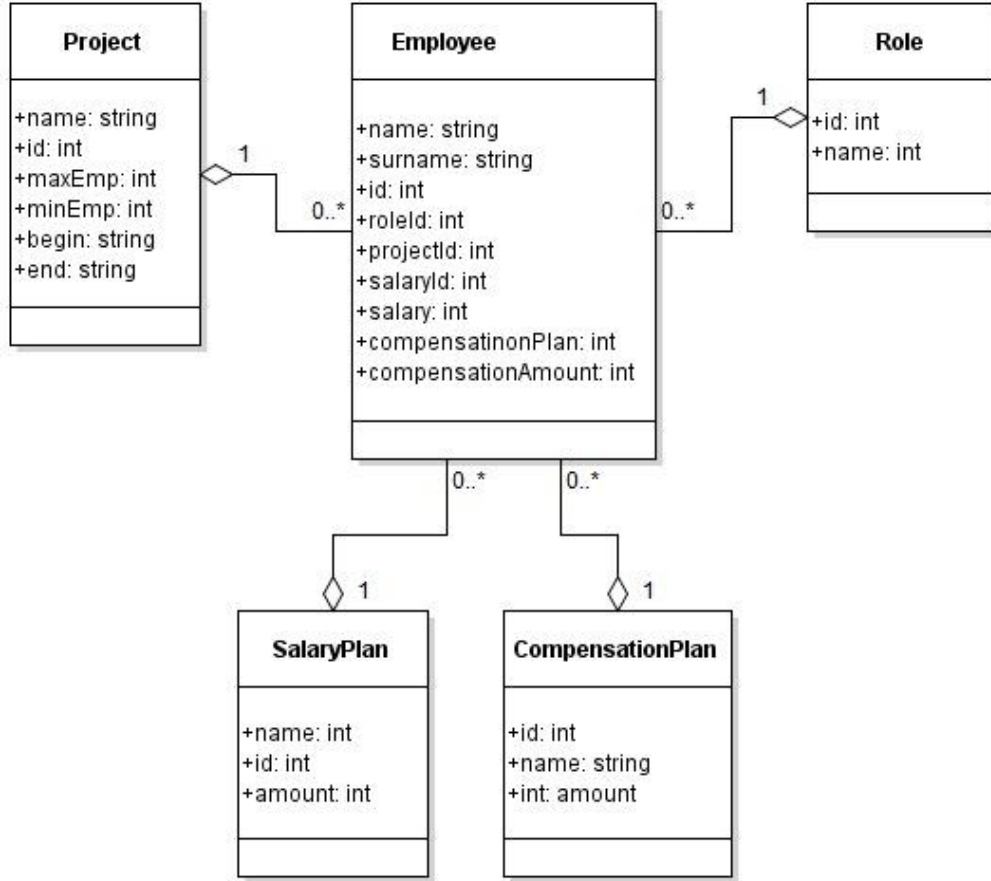 Project
+name: string
+id: int
+maxEmp: int
+minEmp: int
+begin: string
+end: string
1
0..*
Employee
+name: string
+surname: string
+id: int
+roleId: int
+projectId: int
+salaryId: int
+salary: int
+compensatinonPlan: int
+compensationAmount: int
1
0..*
Role
+id: int
+name: int
0..*
0..*
1
1
SalaryPlan
+name: int
+id: int
+amount: int
CompensationPlan
+id: int
+name: string
+int: amount